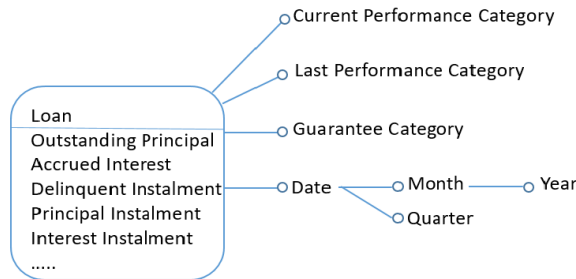 Current Performance Category
Last Performance Category
Loan
Outstanding Principal
Guarantee Category
Accrued Interest
Delinquent Instalment
Date
Month
Year
Principal Instalment
Quarter
Interest Instalment
.....